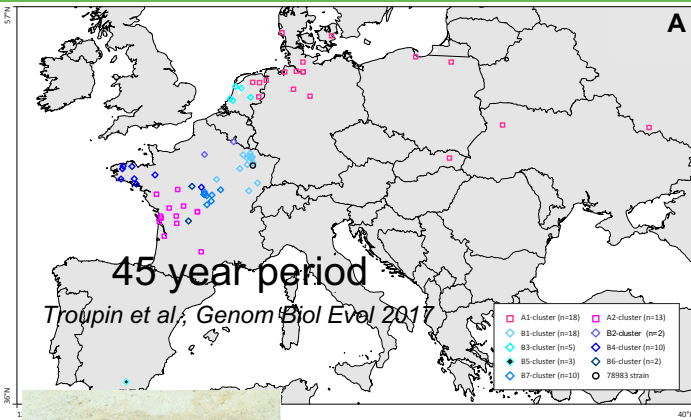 57°N
A
45 year period
Troupin et al., Genom Biol Evol 2017
A1-cluster (n=18)
A2-cluster (n=13)
B1-cluster (n=18)
B2-cluster (n=2)
B3-cluster (n=5)
B4-cluster (n=10)
B5-cluster (n=3)
B6-cluster (n=2)
B7-cluster (n=10)
78983 strain
36°N